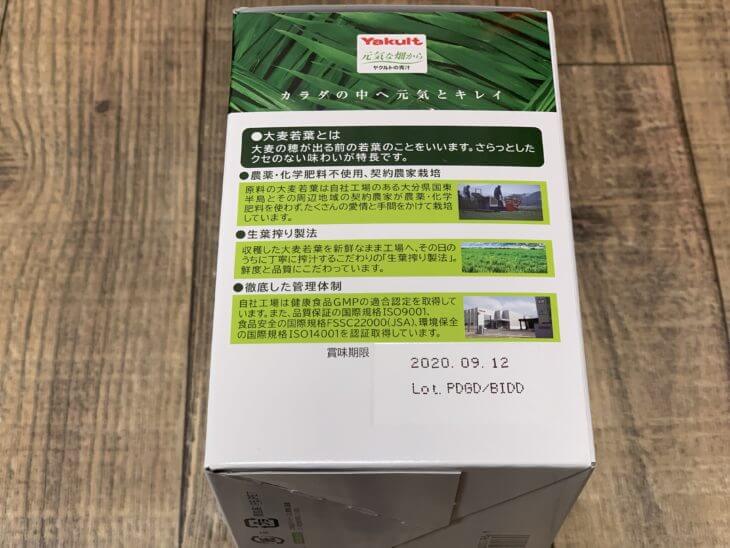 Yakult
元気な畑から
ヤクルトの青汁
カラダの中へ元気とキレイ
●大麦若葉とは
大麦の穂が出る前の若葉のことをいいます。さらっとした
クセのない味わいが特長です。
●農薬・化学肥料不使用、契約農家栽培
原料の大麦若葉は自社工場のある大分県国東
半島とその周辺地域の契約農家が農薬・化学
肥料を使わず、たくさんの愛情と手間をかけて栽培
しています。
●生葉搾り製法
収穫した大麦若葉を新鮮なまま工場へ、その日の
うちに丁寧に搾汁するこだわりの「生葉搾り製法」。
鮮度と品質にこだわっています。
●徹底した管理体制
自社工場は健康食品GMPの適合認定を取得して
います。また、品質保証の国際規格ISO9001、
食品安全の国際規格FSSC22000(JSA)、環境保全
の国際規格ISO14001を認証取得しています。
賞味期限
2020.09.12
Lot. PDGD/BIDD